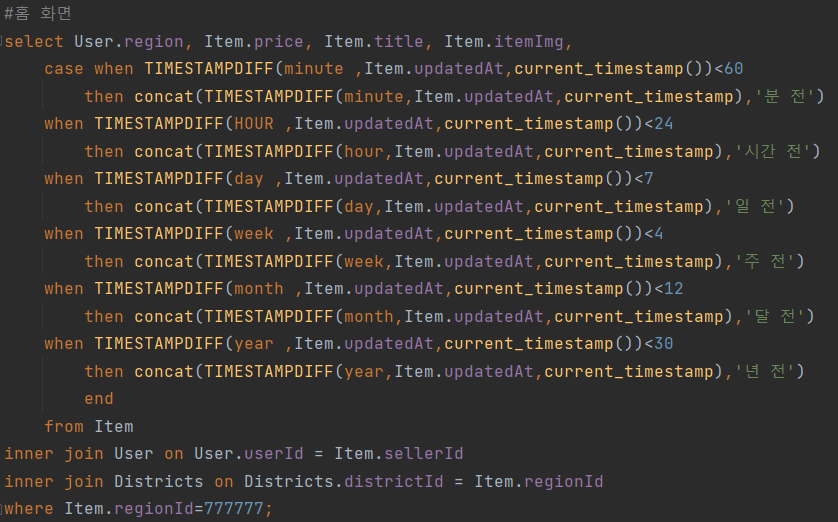 #홈 화면
select User.region, Item.price, Item.title, Item.itemImg,
    case when TIMESTAMPDIFF(minute ,Item.updatedAt,current_timestamp())<60
        then concat(TIMESTAMPDIFF(minute,Item.updatedAt,current_timestamp),'분 전')
    when TIMESTAMPDIFF(HOUR ,Item.updatedAt,current_timestamp())<24
        then concat(TIMESTAMPDIFF(hour,Item.updatedAt,current_timestamp),'시간 전')
    when TIMESTAMPDIFF(day ,Item.updatedAt,current_timestamp())<7
        then concat(TIMESTAMPDIFF(day,Item.updatedAt,current_timestamp),'일 전')
    when TIMESTAMPDIFF(week ,Item.updatedAt,current_timestamp())<4
        then concat(TIMESTAMPDIFF(week,Item.updatedAt,current_timestamp),'주 전')
    when TIMESTAMPDIFF(month ,Item.updatedAt,current_timestamp())<12
        then concat(TIMESTAMPDIFF(month,Item.updatedAt,current_timestamp),'달 전')
    when TIMESTAMPDIFF(year ,Item.updatedAt,current_timestamp())<30
        then concat(TIMESTAMPDIFF(year,Item.updatedAt,current_timestamp),'년 전')
        end
    from Item
inner join User on User.userId = Item.sellerId
inner join Districts on Districts.districtId = Item.regionId
where Item.regionId=777777;